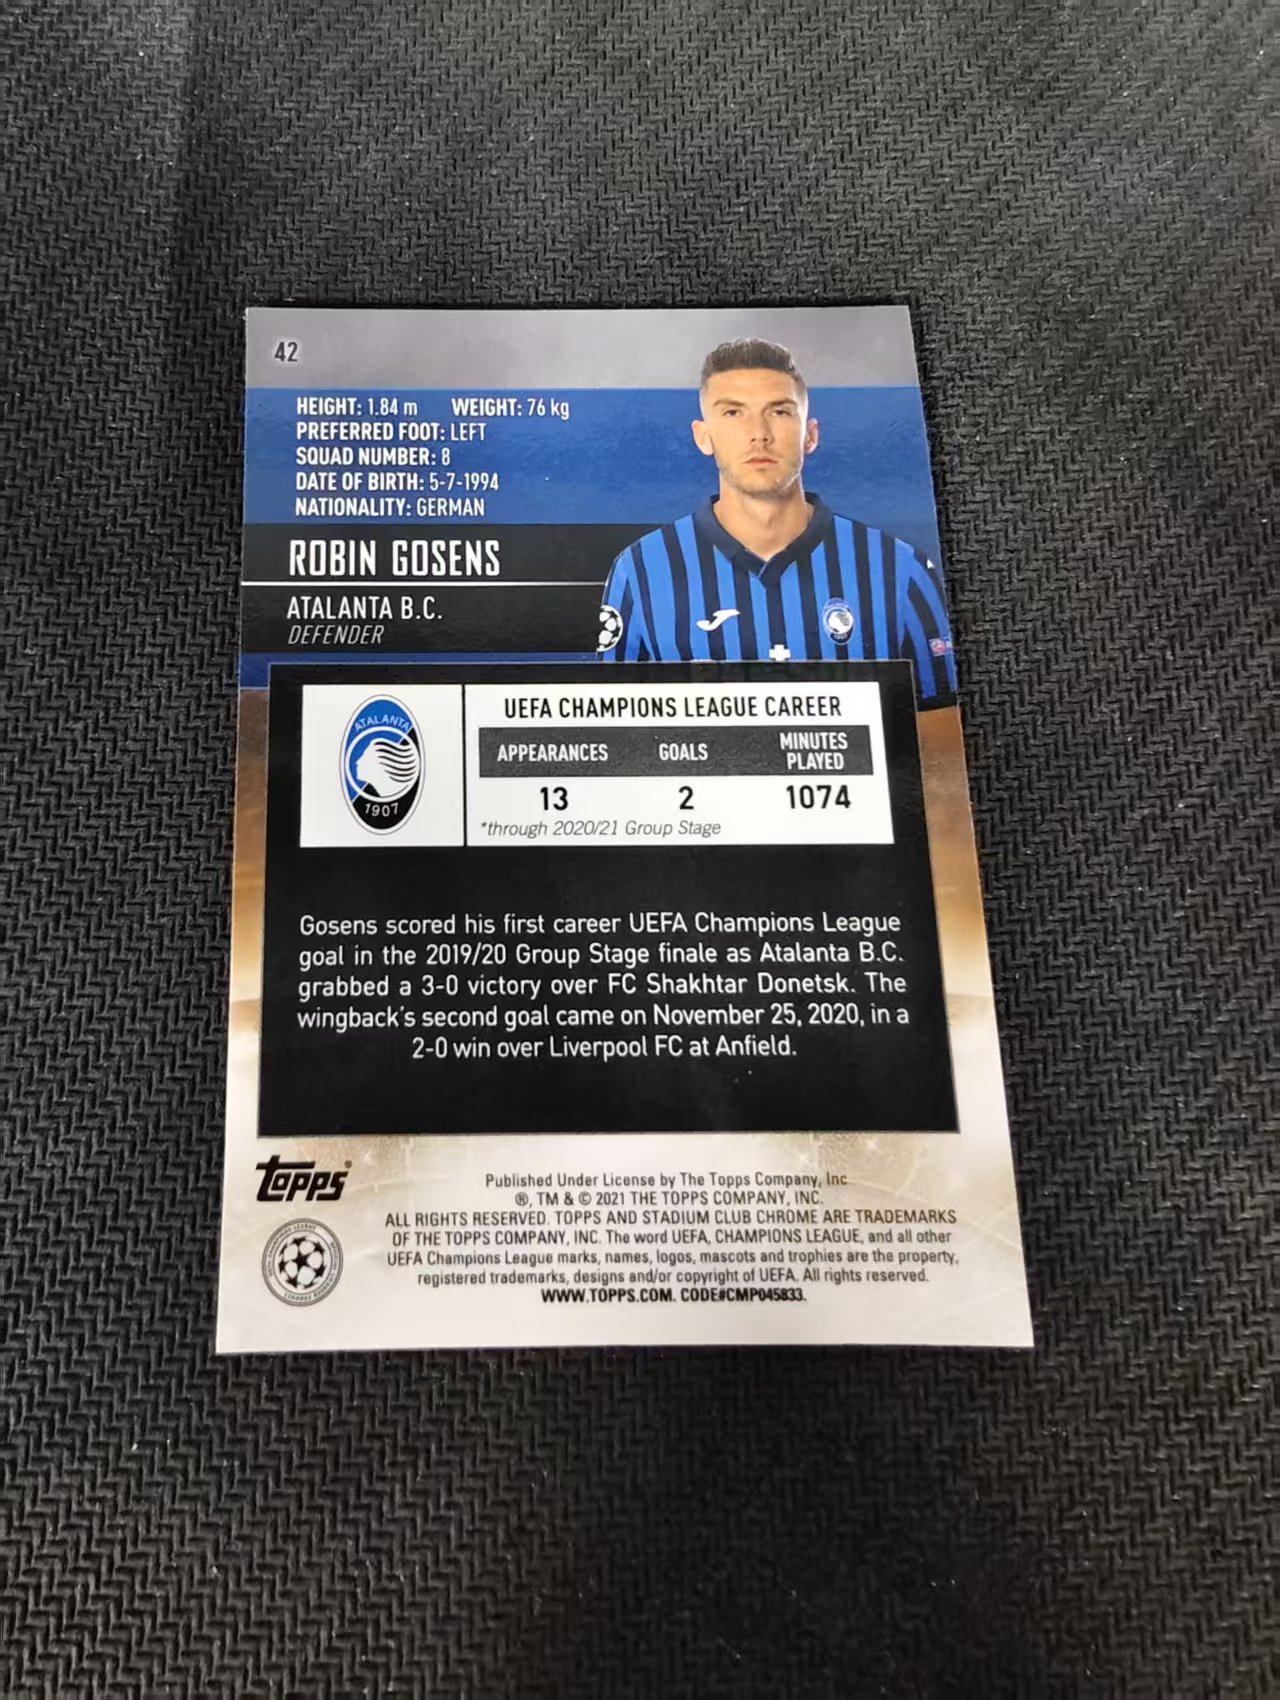 42
HEIGHT: 1.84 m WEIGHT: 76 kg
PREFERRED FOOT: LEFT
SQUAD NUMBER: 8
DATE OF BIRTH: 5-7-1994
NATIONALITY: GERMAN
ROBIN GOSENS
ATALANTA B.C.
DEFENDER
ATALANTA
1907
UEFA CHAMPIONS LEAGUE CAREER
APPEARANCES GOALS MINUTES
PLAYED
13 2 1074
*through 2020/21 Group Stage
Gosens scored his first career UEFA Champions League
goal in the 2019/20 Group Stage finale as Atalanta B.C.
grabbed a 3-0 victory over FC Shakhtar Donetsk. The
wingback's second goal came on November 25, 2020, in a
2-0 win over Liverpool FC at Anfield.
topps®
Published Under License by The Topps Company, Inc
®, TM & © 2021 THE TOPPS COMPANY, INC.
ALL RIGHTS RESERVED. TOPPS AND STADIUM CLUB CHROME ARE TRADEMARKS
OF THE TOPPS COMPANY, INC. The word UEFA, CHAMPIONS LEAGUE, and all other
UEFA Champions League marks, names, logos, mascots and trophies are the property,
registered trademarks, designs and/or copyright of UEFA. All rights reserved.
WWW.TOPPS.COM. CODE#CMP045833.